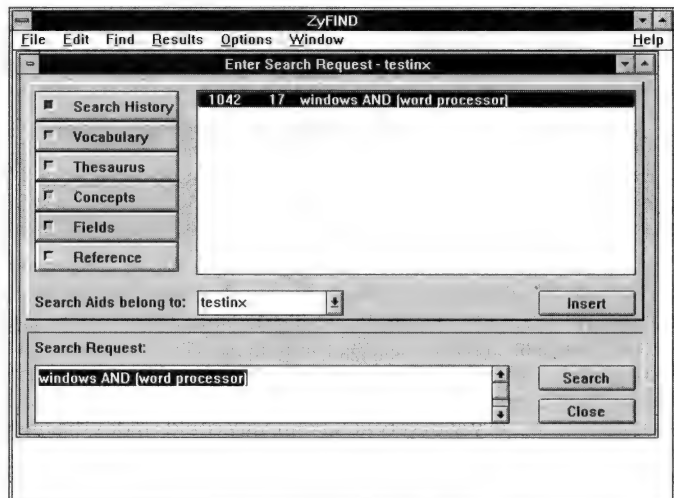 ZyFIND
File Edit Find Results Options Window Help
Enter Search Request - testinx
Search History
1042 17 windows AND (word processor)
Vocabulary
Thesaurus
Concepts
Fields
Reference
Search Aids belong to: testinx Insert
Search Request:
windows AND (word processor)
Search
Close